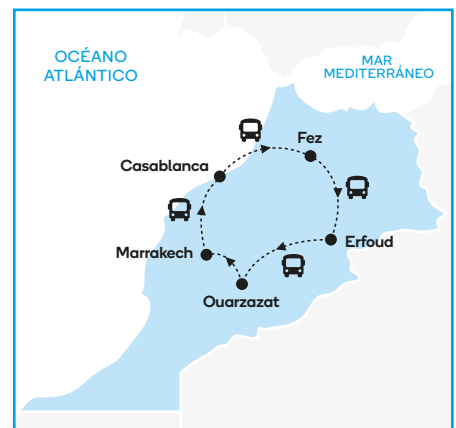 OCÉANO
ATLÁNTICO
MAR
MEDITERRÁNEO
Fez
Casablanca
Erfoud
Marrakech
Ouarzazat